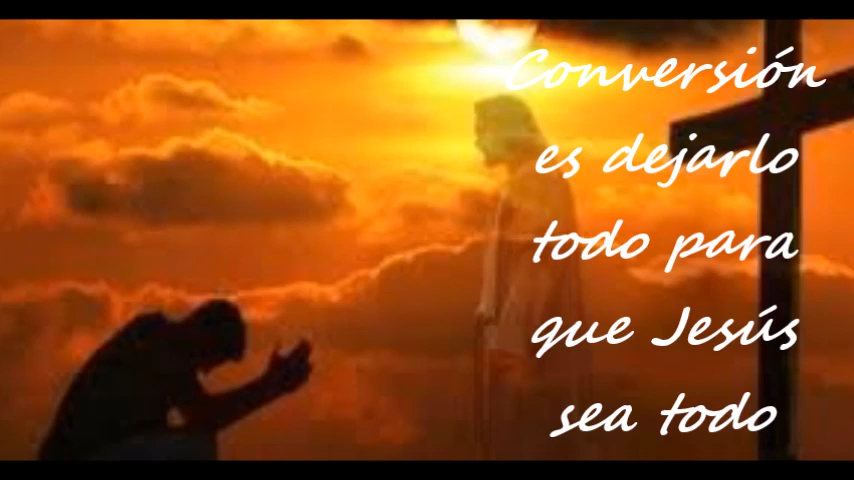 Conversión
es dejarlo
todo para
que Jesús
sea todo